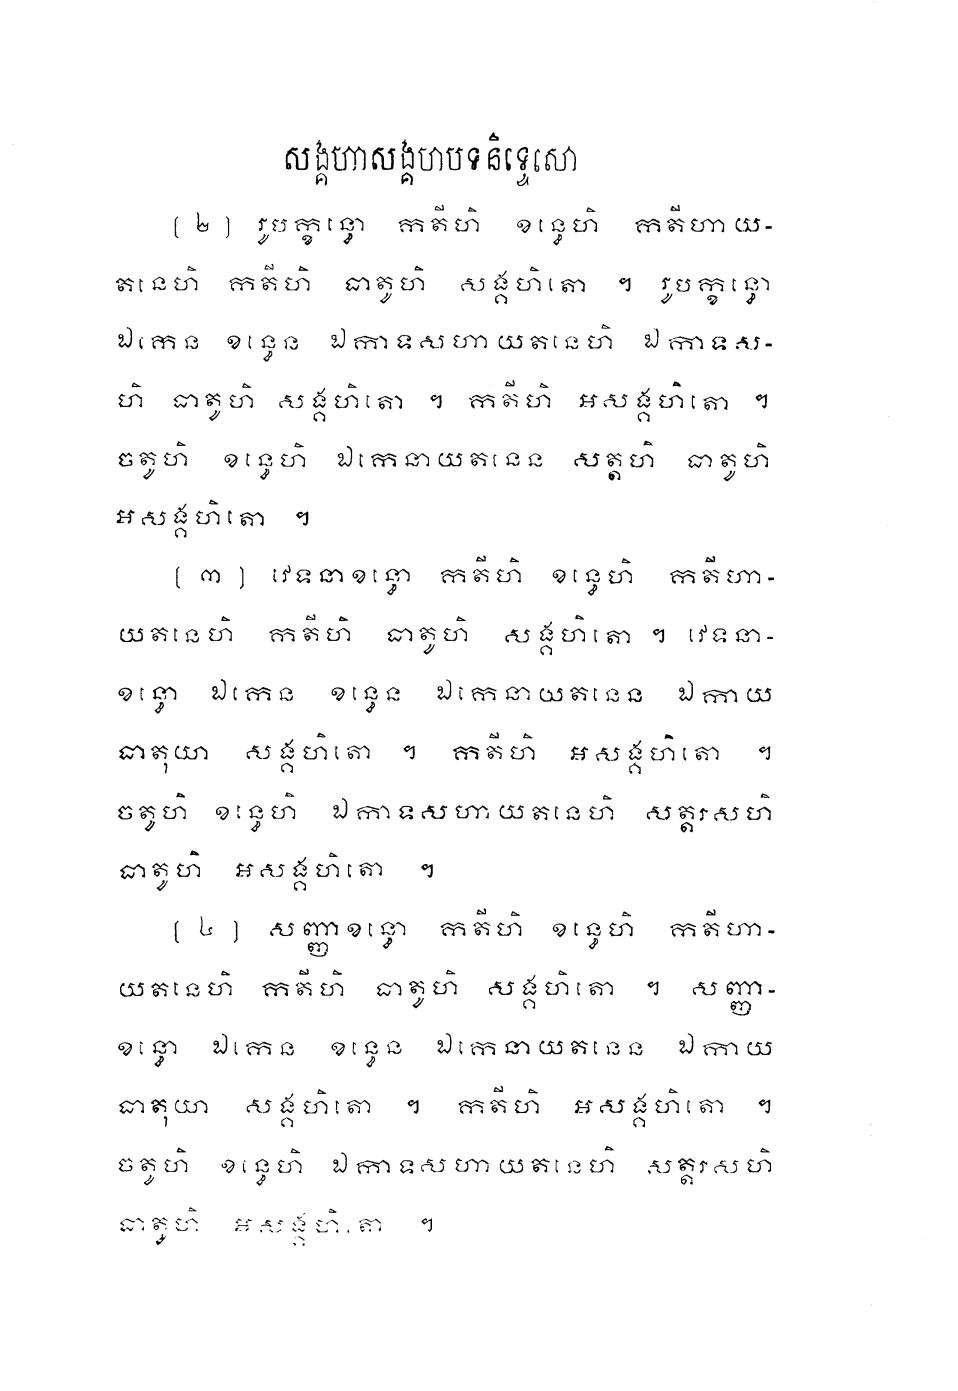 សង្គហាសង្គហបទនិទ្ទេសោ
(២) រូបក្ខន្ធោ កតីហិ ខន្ធេហិ កតីហាយ-
តនេហិ កតីហិ ធាតូហិ សង្គហិតោ ។ រូបក្ខន្ធោ
ឯកេន ខន្ធេន ឯកាទសហាយតនេហិ ឯកាទស-
ហិ ធាតូហិ សង្គហិតោ ។ កតីហិ អសង្គហិតោ ។
ចតូហិ ខន្ធេហិ ឯកេនាយតនេន សត្តហិ ធាតូហិ
អសង្គហិតោ ។
(៣) វេទនាខន្ធោ កតីហិ ខន្ធេហិ កតីហា-
យតនេហិ កតីហិ ធាតូហិ សង្គហិតោ ។ វេទនា-
ខន្ធោ ឯកេន ខន្ធេន ឯកេនាយតនេន ឯកាយ
ធាតុយា សង្គហិតោ ។ កតីហិ អសង្គហិតោ ។
ចតូហិ ខន្ធេហិ ឯកាទសហាយតនេហិ សត្តរសហិ
ធាតូហិ អសង្គហិតោ ។
(៤) សញ្ញាខន្ធោ កតីហិ ខន្ធេហិ កតីហា-
យតនេហិ កតីហិ ធាតូហិ សង្គហិតោ ។ សញ្ញា-
ខន្ធោ ឯកេន ខន្ធេន ឯកេនាយតនេន ឯកាយ
ធាតុយា សង្គហិតោ ។ កតីហិ អសង្គហិតោ ។
ចតូហិ ខន្ធេហិ ឯកាទសហាយតនេហិ សត្តរសហិ
ធាតូហិ អសង្គហិតោ ។